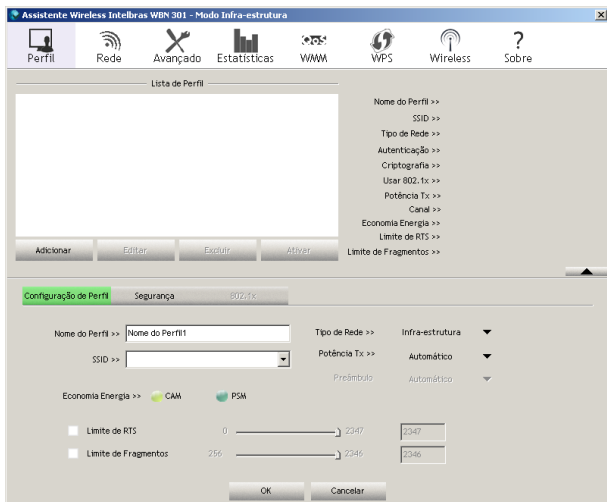 Assistente Wireless Intelbras WBN 301 - Modo Infra-estrutura
Perfil Rede Avançado Estatísticas WMM WPS Wireless Sobre
QoS
Lista de Perfil
Nome do Perfil >>
SSID >>
Tipo de Rede >>
Autenticação >>
Criptografia >>
Usar 802.1x >>
Potência Tx >>
Canal >>
Economia Energia >>
Limite de RTS >>
Limite de Fragmentos >>
Adicionar Editar Excluir Ativar
Configuração de Perfil Segurança 802.1x
Nome do Perfil >> Nome do Perfil1 Tipo de Rede >> Infra-estrutura
SSID >> Potência Tx >> Automático
Preâmbulo Automático
Economia Energia >> CAM PSM
Limite de RTS 0 2347 2347
Limite de Fragmentos 256 2346 2346
OK Cancelar